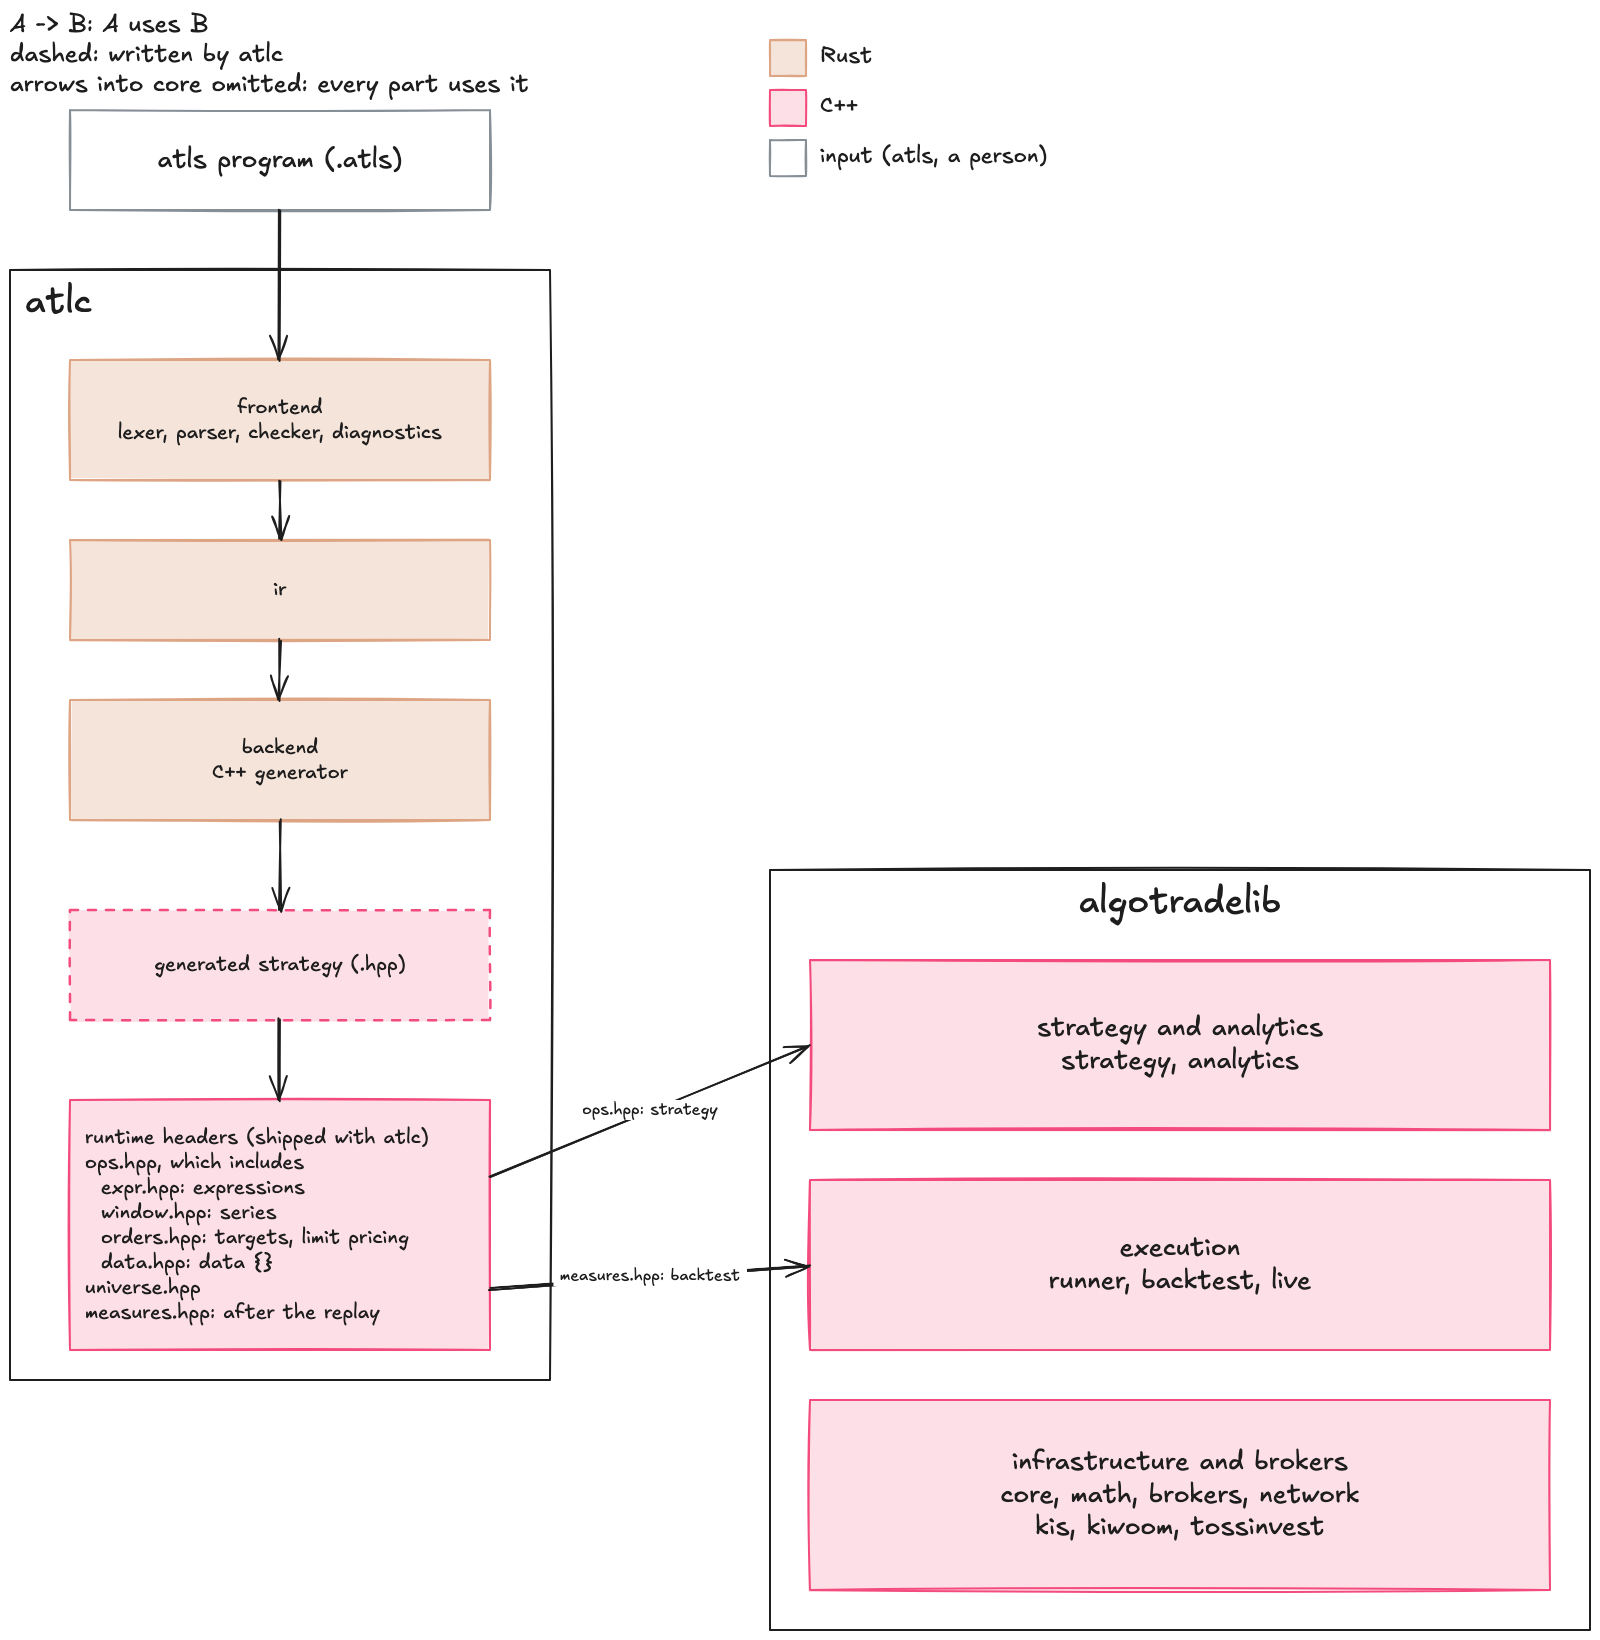 A -> B: A uses B
dashed: written by atlc
arrows into core omitted: every part uses it
Rust
C++
input (atls, a person)
atls program (.atls)
atlc
frontend
lexer, parser, checker, diagnostics
ir
backend
C++ generator
generated strategy (.hpp)
runtime headers (shipped with atlc)
ops.hpp, which includes
expr.hpp: expressions
window.hpp: series
orders.hpp: targets, limit pricing
data.hpp: data {}
universe.hpp
measures.hpp: after the replay
ops.hpp: strategy
measures.hpp: backtest
algotradelib
strategy and analytics
strategy, analytics
execution
runner, backtest, live
infrastructure and brokers
core, math, brokers, network
kis, kiwoom, tossinvest